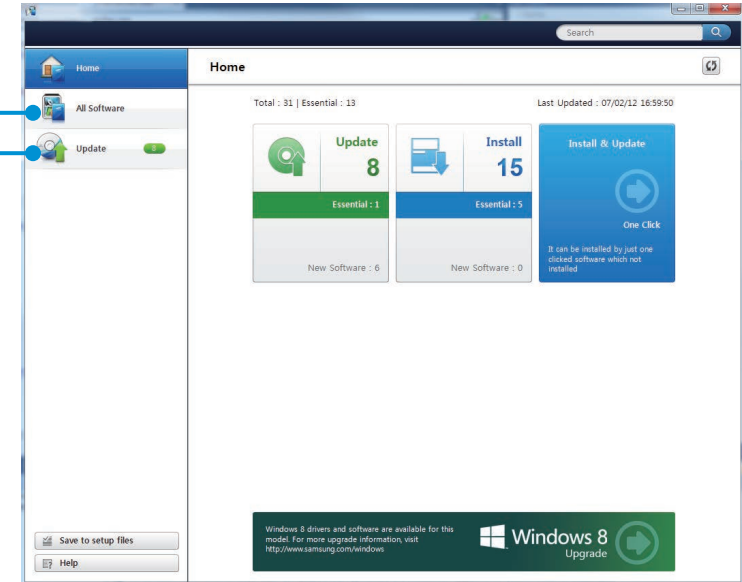 Search
Home
All Software
Update
Save to setup files
Help
Home
Total : 31 | Essential : 13
Last Updated : 07/02/12 16:59:50
Update
8
Essential : 1
New Software : 6
Install
15
Essential : 5
New Software : 0
Install & Update
One Click
It can be installed by just one
clicked software which not
installed
Windows 8 drivers and software are available for this
model. For more upgrade information, visit
http://www.samsung.com/windows
Windows 8
Upgrade